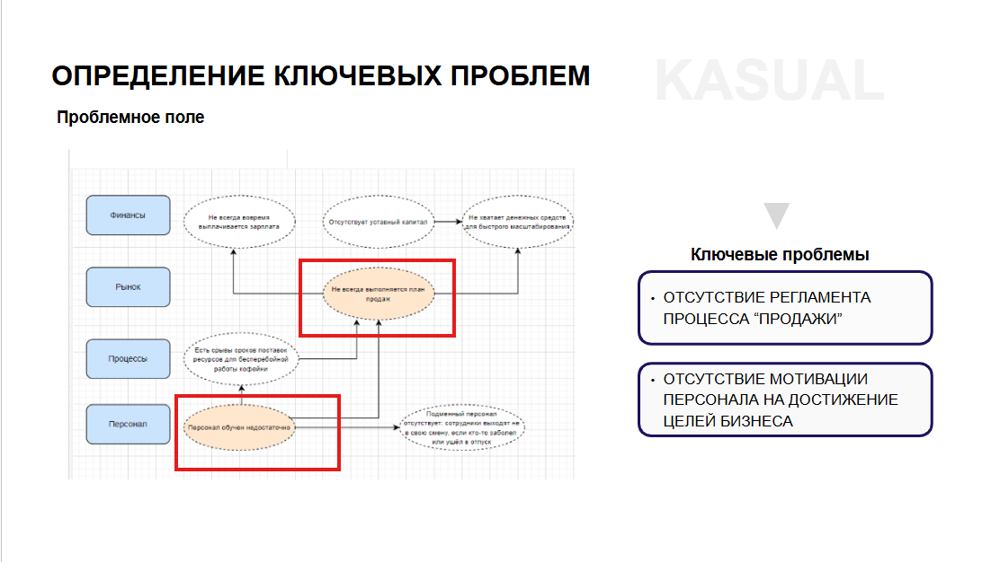 ОПРЕДЕЛЕНИЕ КЛЮЧЕВЫХ ПРОБЛЕМ
KASUAL
Проблемное поле
Финансы
Не всегда вовремя
выплачивается зарплата
Отсутствует уставный капитал
Не хватает денежных средств
для быстрого масштабирования
Рынок
Не всегда выполняется план
продаж
Процессы
Есть срывы сроков поставок
ресурсов для бесперебойной
работы кофейни
Персонал
Персонал обучен недостаточно
Подменный персонал
отсутствует: сотрудники выходят не
в свою смену, если кто-то заболел
или ушёл в отпуск
Ключевые проблемы
• ОТСУТСТВИЕ РЕГЛАМЕНТА
ПРОЦЕССА “ПРОДАЖИ”
• ОТСУТСТВИЕ МОТИВАЦИИ
ПЕРСОНАЛА НА ДОСТИЖЕНИЕ
ЦЕЛЕЙ БИЗНЕСА